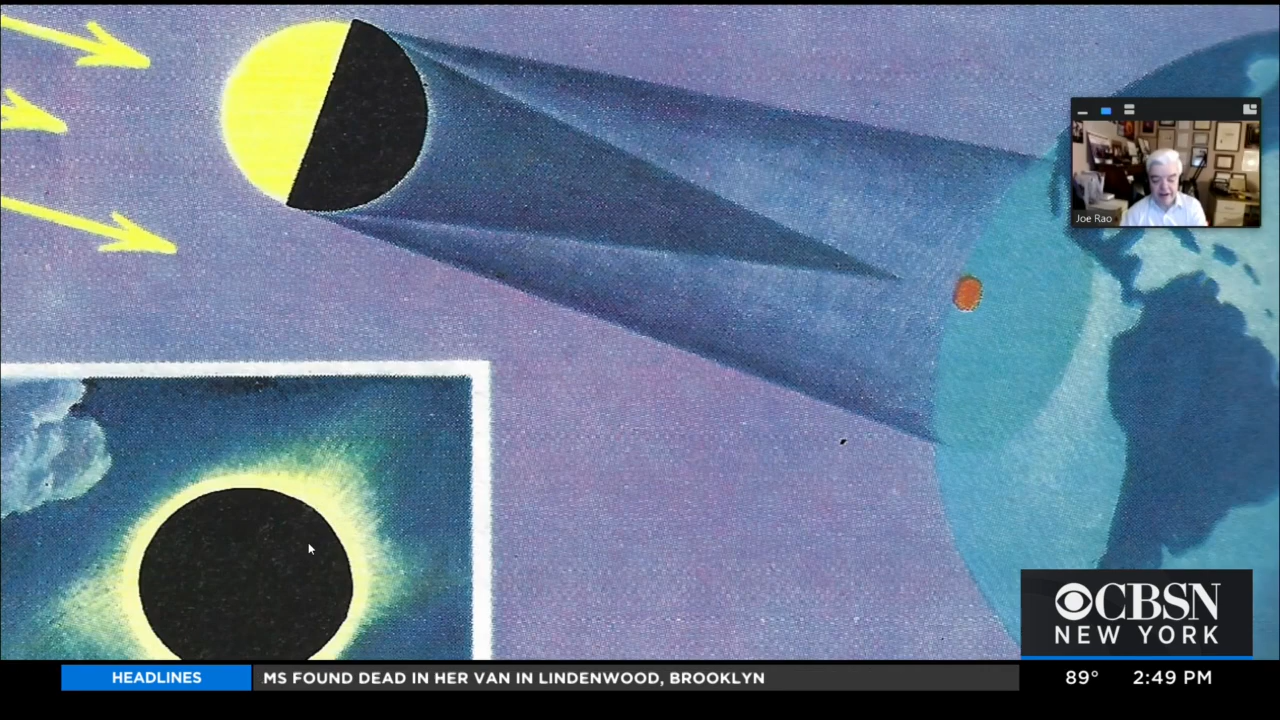 Joe Rao
CBSN
NEW YORK
HEADLINES
MS FOUND DEAD IN HER VAN IN LINDENWOOD, BROOKLYN
89° 2:49 PM